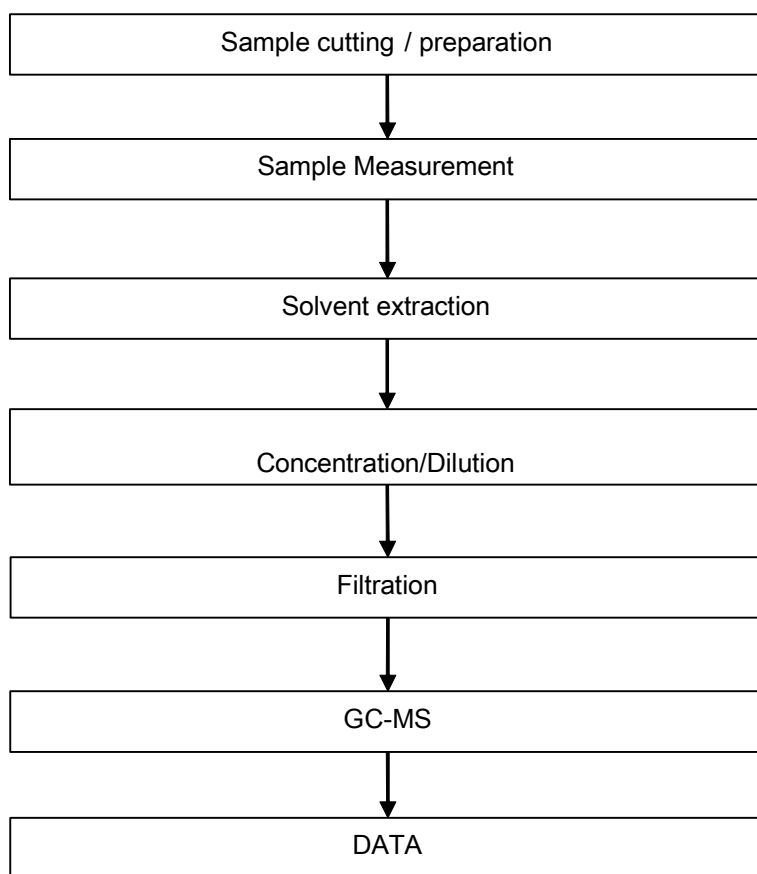 Sample cutting / preparation
Sample Measurement
Solvent extraction
Concentration/Dilution
Filtration
GC-MS
DATA